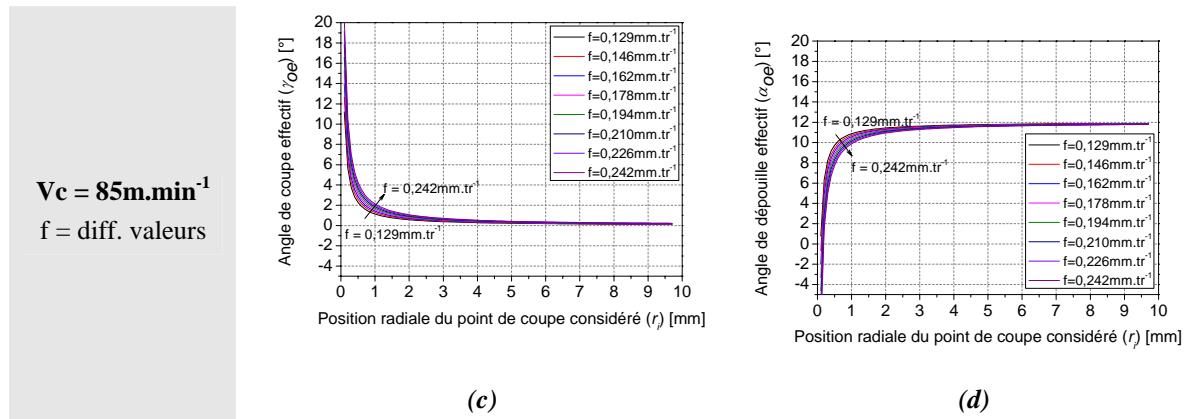 Vc = 85m.min⁻¹
f = diff. valeurs
Angle de coupe effectif (γoe) [°]
20
18
16
14
12
10
8
6
4
2
0
-2
-4
f=0,129mm.tr⁻¹
f=0,146mm.tr⁻¹
f=0,162mm.tr⁻¹
f=0,178mm.tr⁻¹
f=0,194mm.tr⁻¹
f=0,210mm.tr⁻¹
f=0,226mm.tr⁻¹
f=0,242mm.tr⁻¹
f = 0,242mm.tr⁻¹
f = 0,129mm.tr⁻¹
0 1 2 3 4 5 6 7 8 9 10
Position radiale du point de coupe considéré (ri) [mm]
(c)
Angle de dépouille effectif (αoe) [°]
20
18
16
14
12
10
8
6
4
2
0
-2
-4
f = 0,129mm.tr⁻¹
f = 0,242mm.tr⁻¹
f=0,129mm.tr⁻¹
f=0,146mm.tr⁻¹
f=0,162mm.tr⁻¹
f=0,178mm.tr⁻¹
f=0,194mm.tr⁻¹
f=0,210mm.tr⁻¹
f=0,226mm.tr⁻¹
f=0,242mm.tr⁻¹
0 1 2 3 4 5 6 7 8 9 10
Position radiale du point de coupe considéré (ri) [mm]
(d)